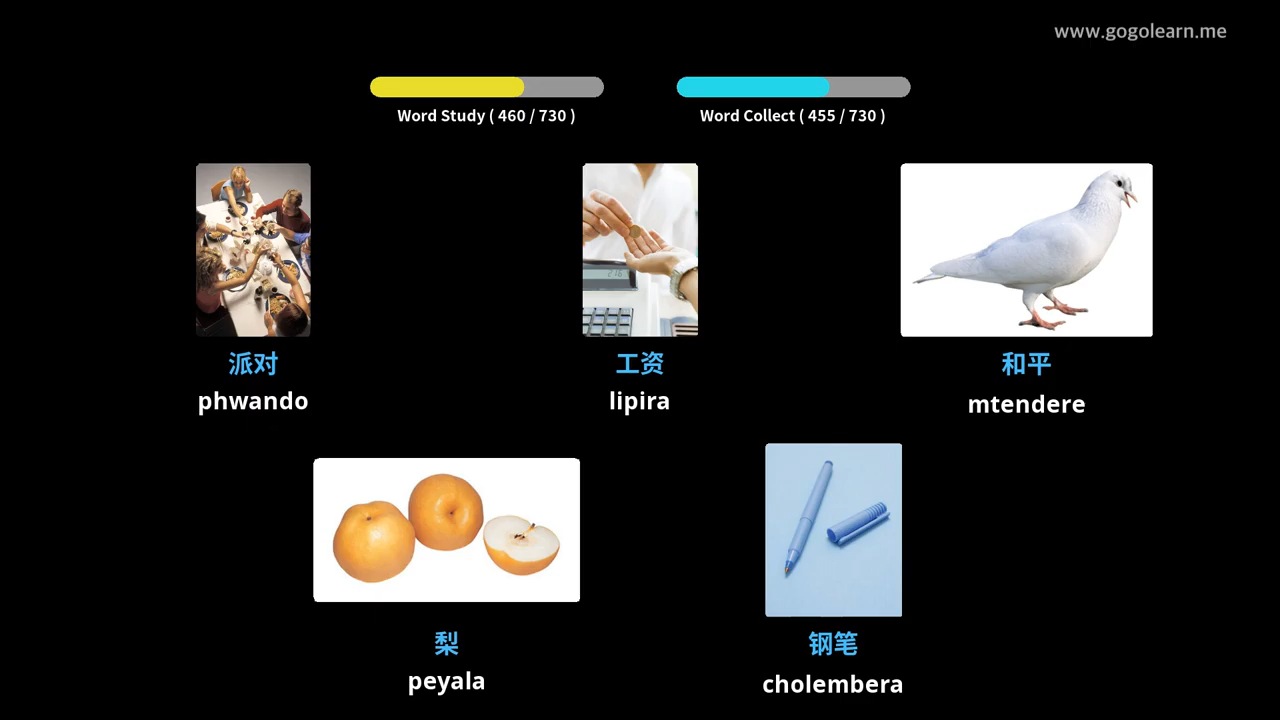 www.gogolearn.me
Word Study ( 460 / 730 )
Word Collect ( 455 / 730 )
派对
phwando
工资
lipira
和平
mtendere
梨
peyala
钢笔
cholembera